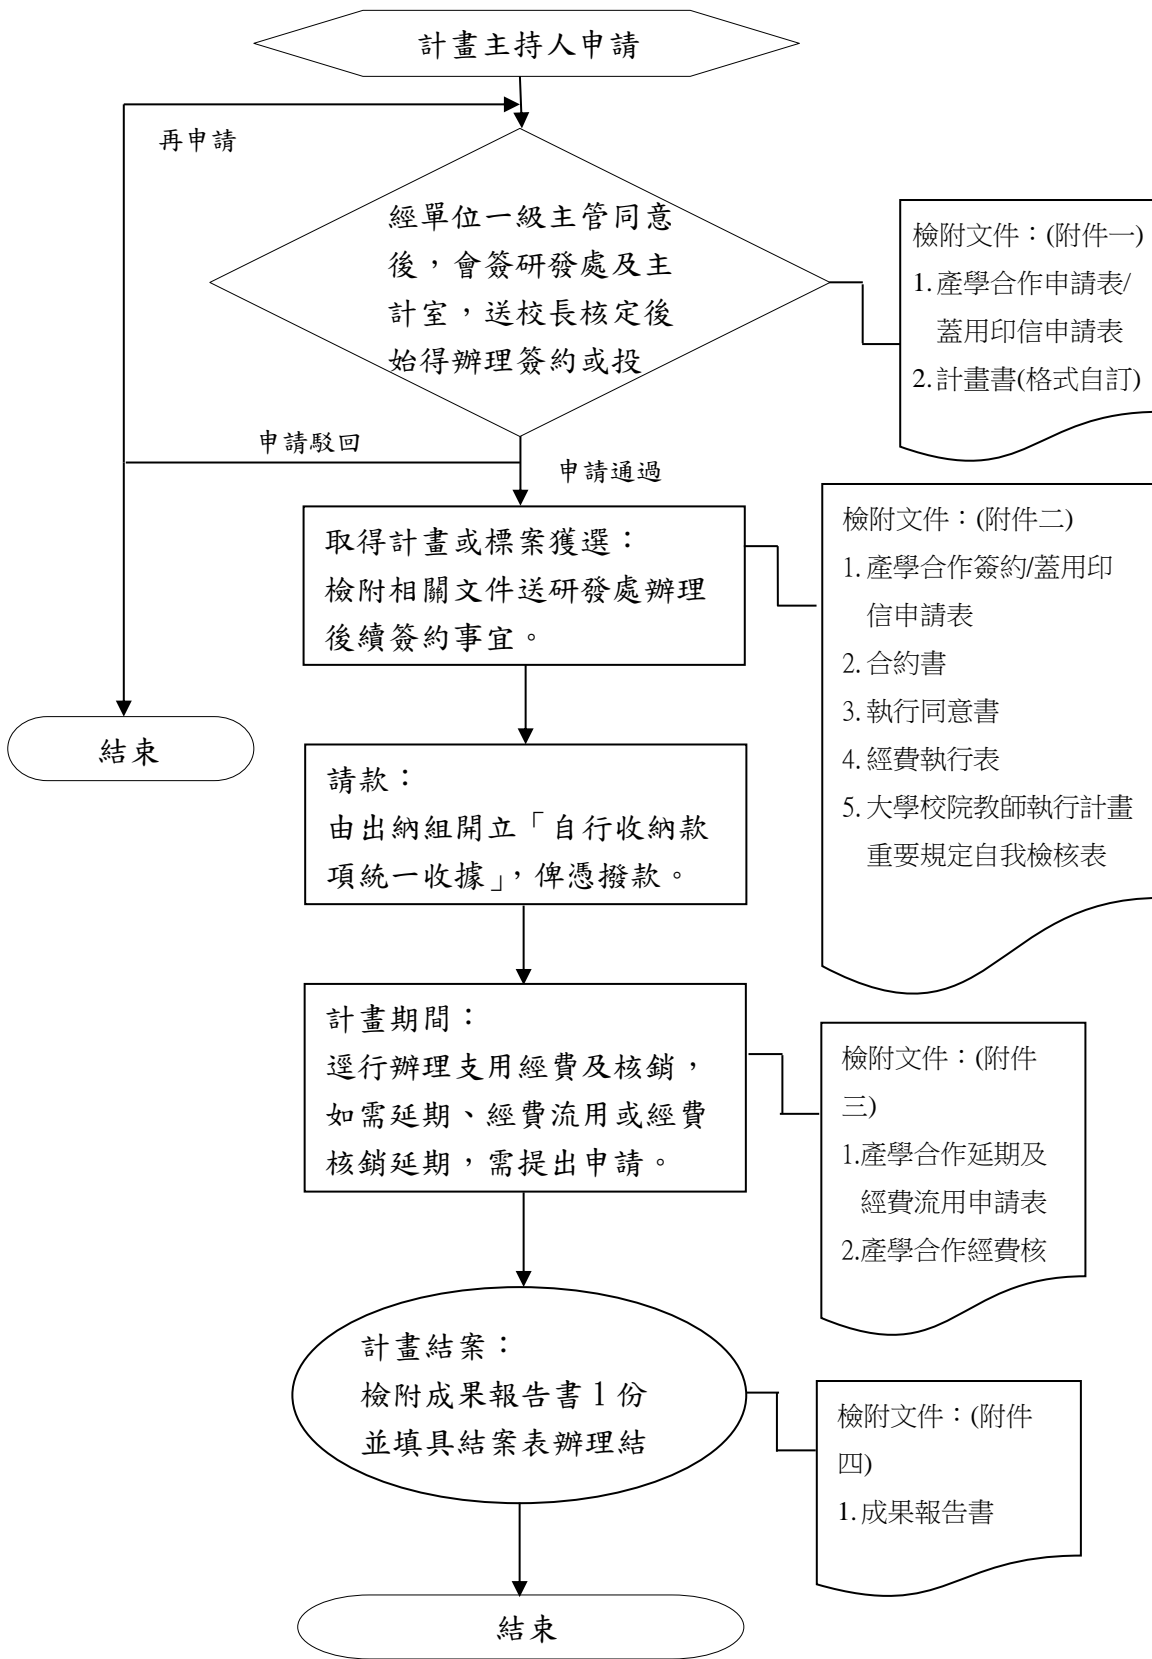 計畫主持人申請
再申請
經單位一級主管同意
後，會簽研發處及主
計室，送校長核定後
始得辦理簽約或投
檢附文件：(附件一)
1.產學合作申請表/
蓋用印信申請表
2.計畫書(格式自訂)
申請駁回
申請通過
取得計畫或標案獲選：
檢附相關文件送研發處辦理
後續簽約事宜。
檢附文件：(附件二)
1.產學合作簽約/蓋用印
信申請表
2.合約書
3.執行同意書
4.經費執行表
5.大學校院教師執行計畫
重要規定自我檢核表
結束
請款：
由出納組開立「自行收納款
項統一收據」，俾憑撥款。
計畫期間：
逕行辦理支用經費及核銷，
如需延期、經費流用或經費
核銷延期，需提出申請。
檢附文件：(附件
三)
1.產學合作延期及
經費流用申請表
2.產學合作經費核
計畫結案：
檢附成果報告書1份
並填具結案表辦理結
檢附文件：(附件
四)
1.成果報告書
結束